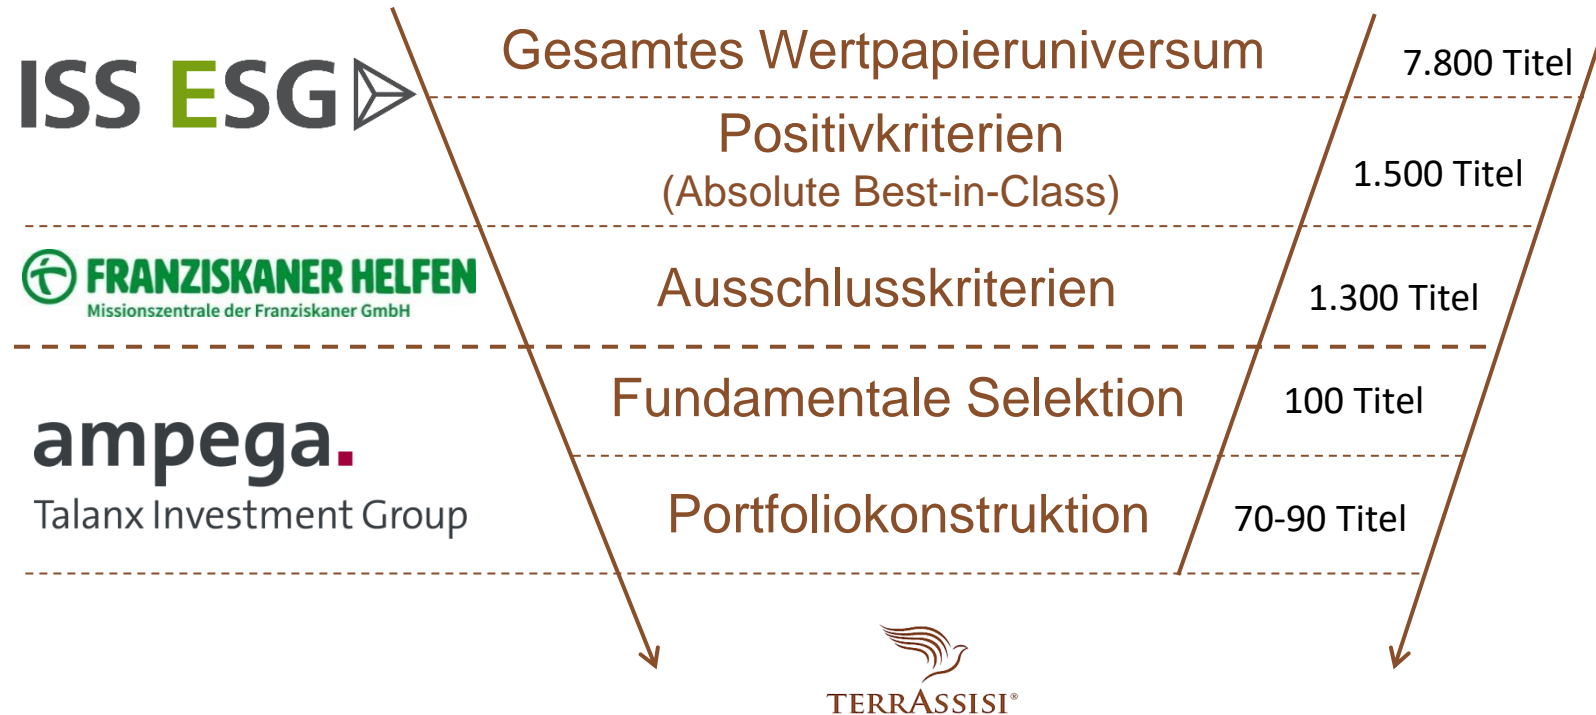 ISS ESG
Gesamtes Wertpapieruniversum
7.800 Titel
Positivkriterien
(Absolute Best-in-Class)
1.500 Titel
FRANZISKANER HELFEN
Missionszentrale der Franziskaner GmbH
Ausschlusskriterien
1.300 Titel
ampega.
Talanx Investment Group
Fundamentale Selektion
100 Titel
Portfoliokonstruktion
70-90 Titel
TERRASSISI®